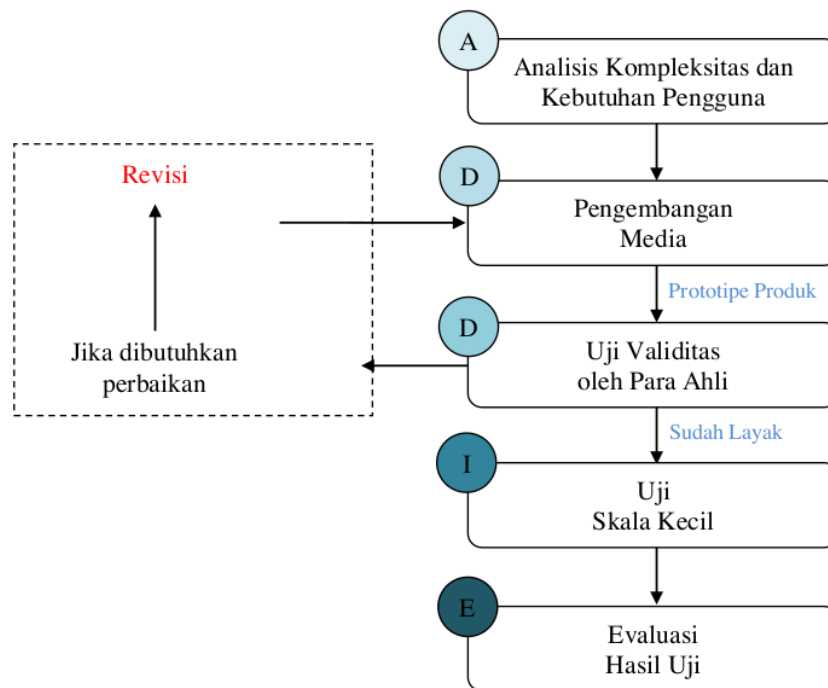 A
Analisis Kompleksitas dan
Kebutuhan Pengguna
Revisi
D
Pengembangan
Media
Prototipe Produk
Jika dibutuhkan
perbaikan
D
Uji Validitas
oleh Para Ahli
Sudah Layak
I
Uji
Skala Kecil
E
Evaluasi
Hasil Uji